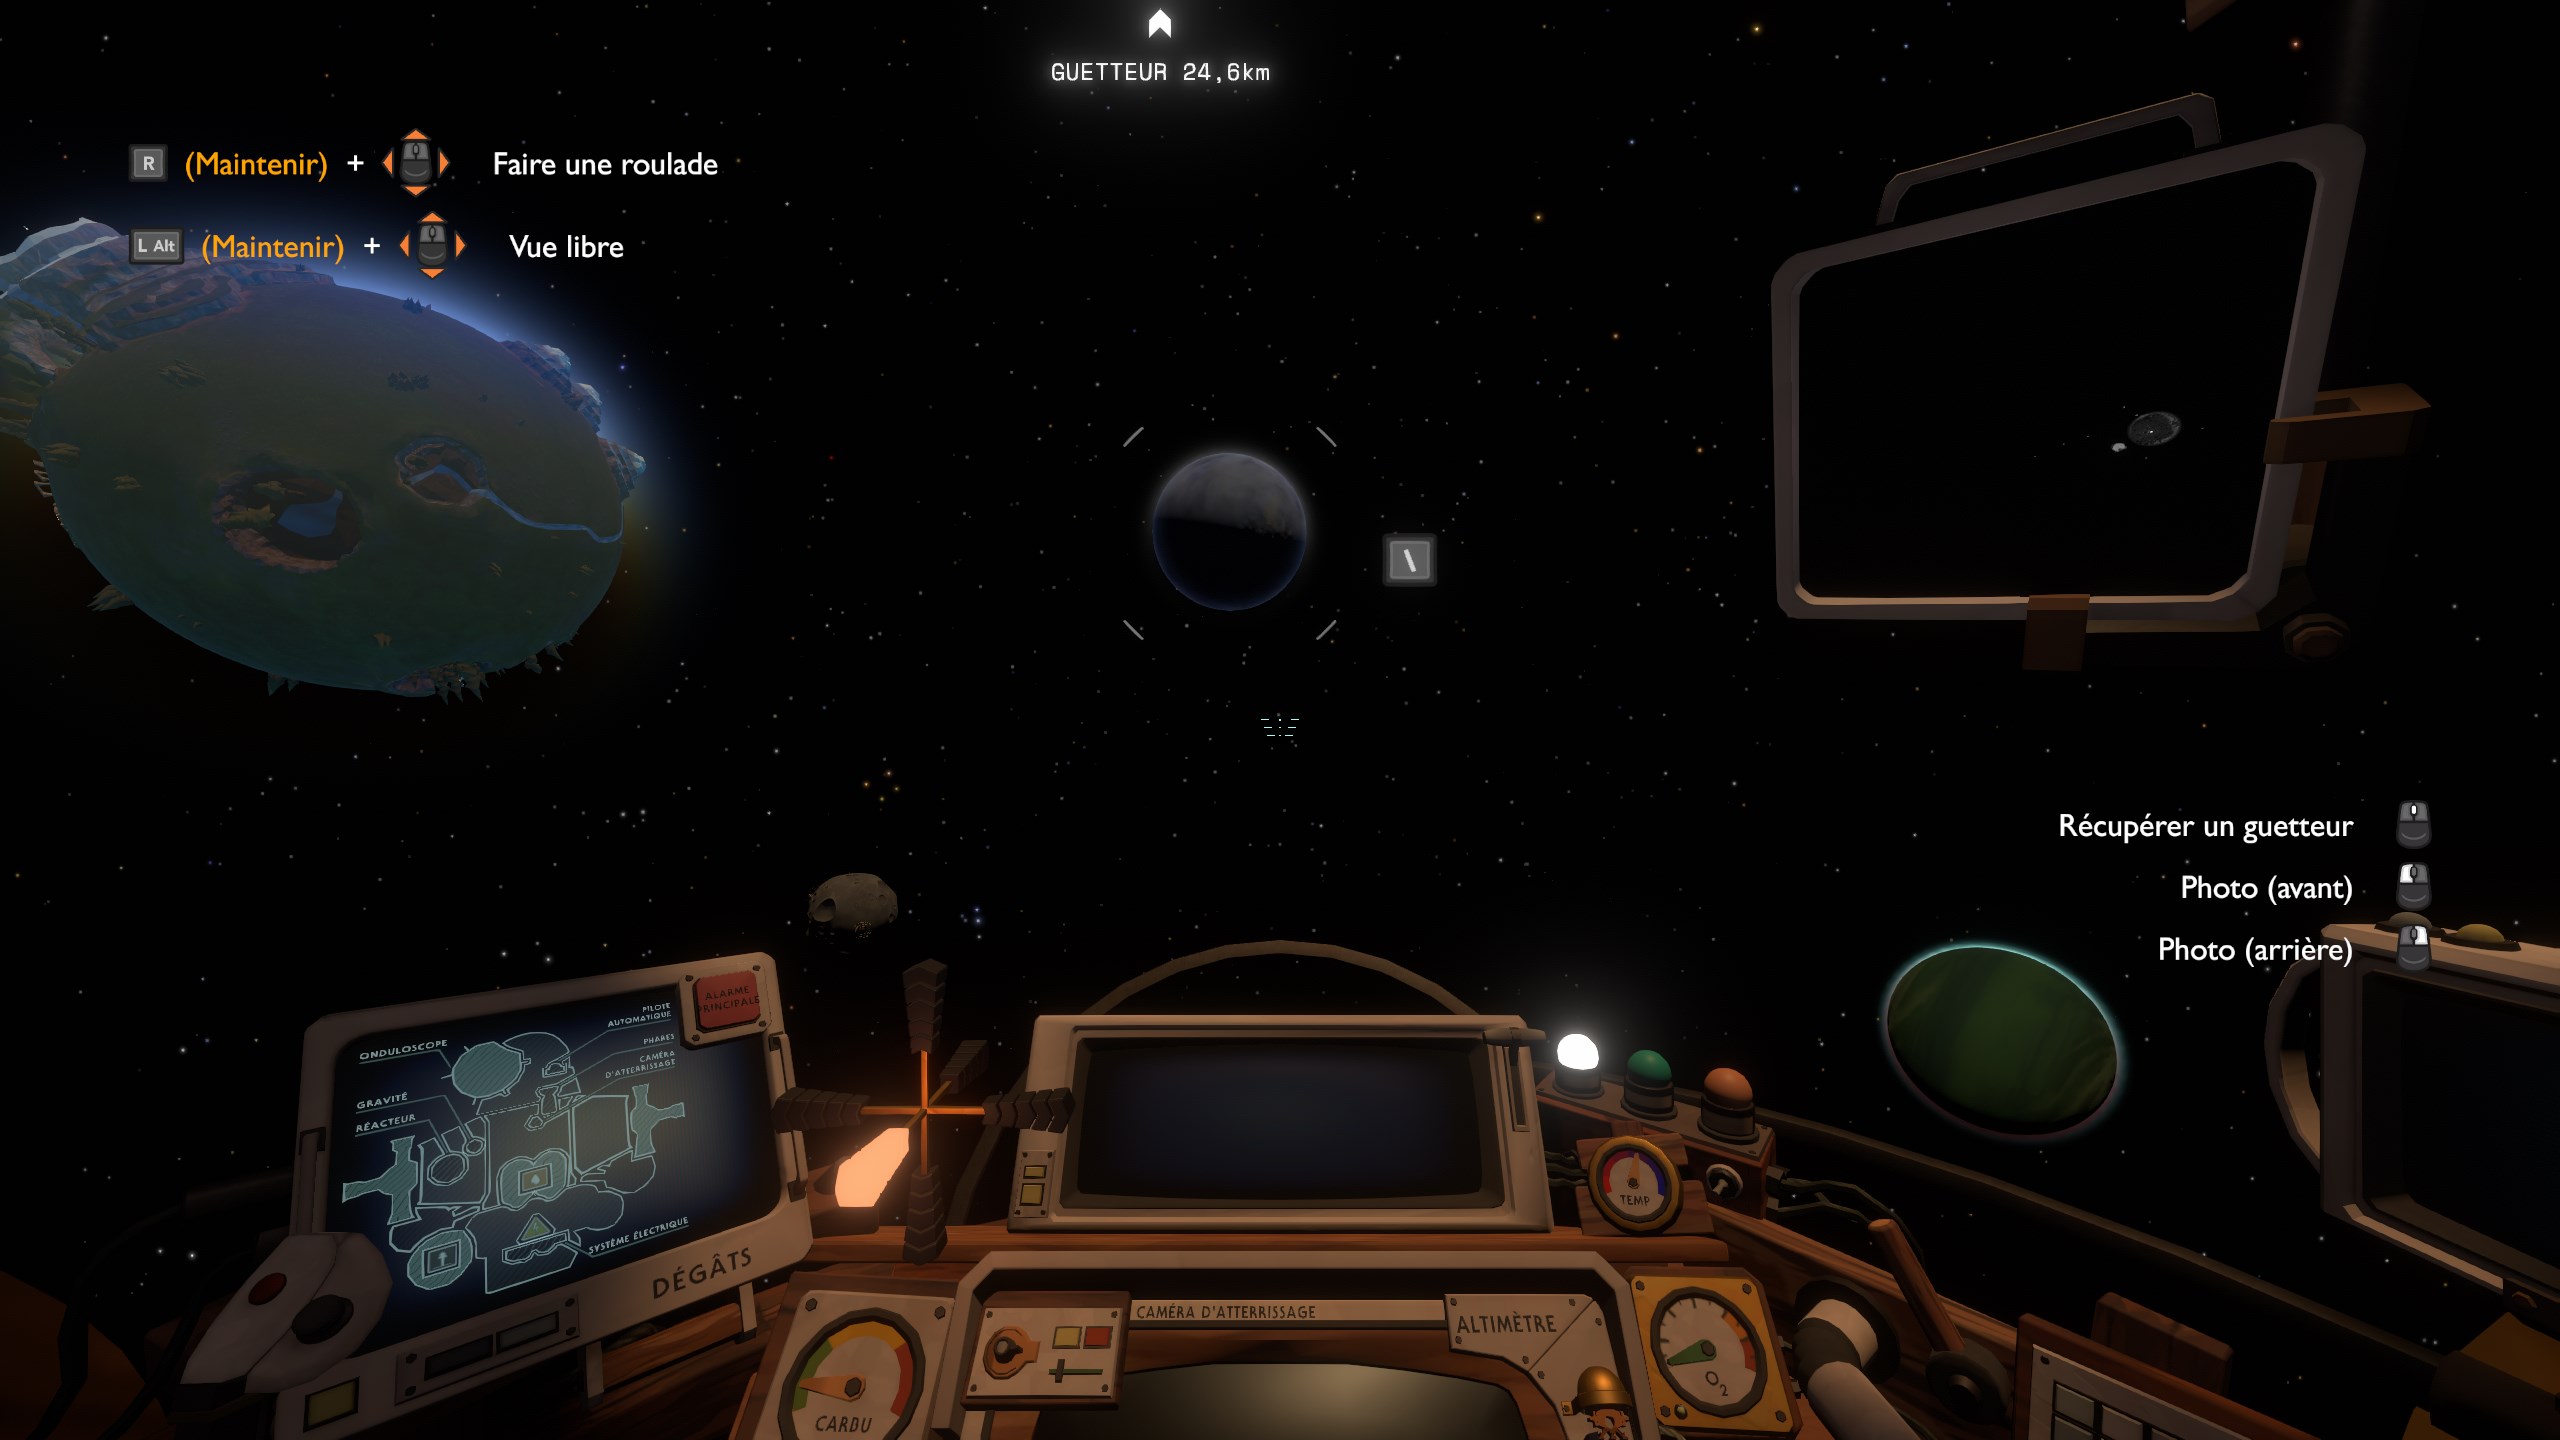 GUETTEUR 24,6km
R (Maintenir) + Faire une roulade
L Alt (Maintenir) + Vue libre
\
Récupérer un guetteur
Photo (avant)
Photo (arrière)
ALARME
PRINCIPALE
PILOTE
AUTOMATIQUE
PHARES
CAMÉRA
D'ATTERRISSAGE
ONDULOSCOPE
GRAVITÉ
RÉACTEUR
SYSTÈME ÉLECTRIQUE
DÉGÂTS
TEMP
CAMÉRA D'ATTERRISSAGE
ALTIMÈTRE
CARBU
O2